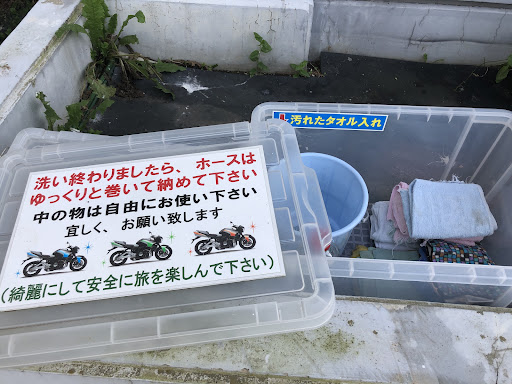 洗い終わりましたら、ホースは
ゆっくりと巻いて納めて下さい
中の物は自由にお使い下さい
宜しく、お願い致します
(綺麗にして安全に旅を楽しんで下さい)
汚れたタオル入れ